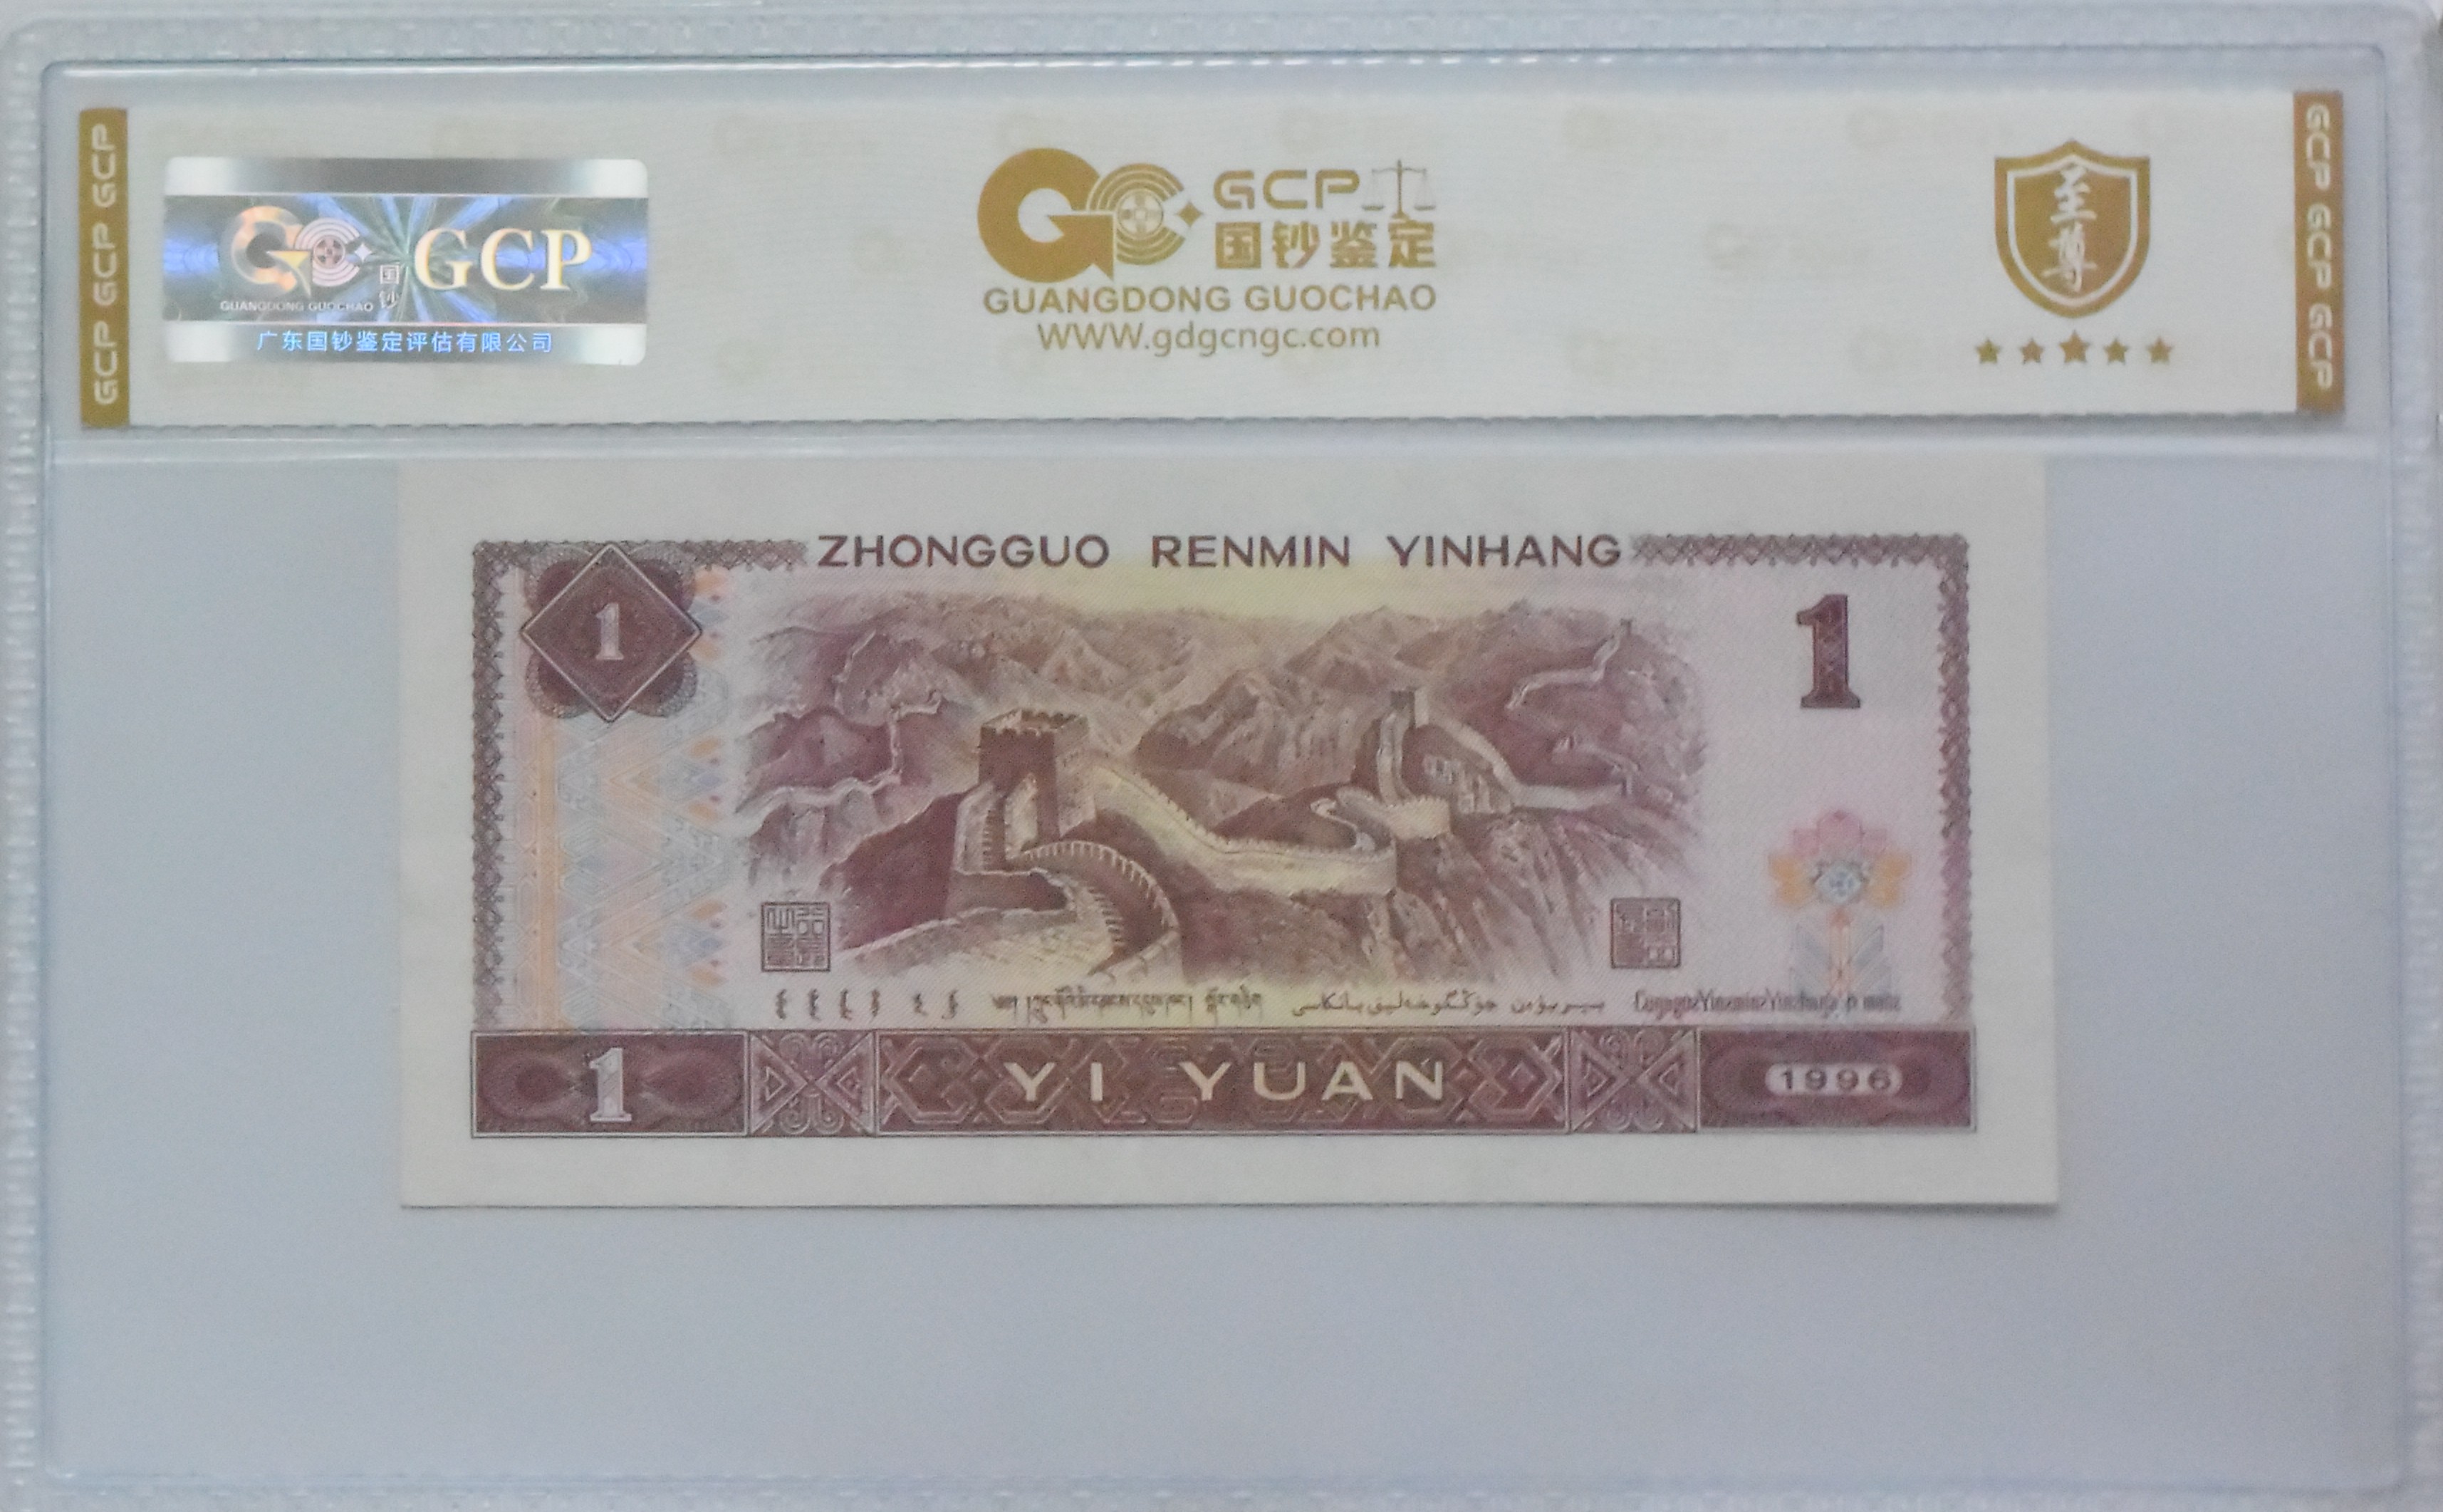 GCP GCP GCP
GCP
国
钞
GUANGDONG GUOCHAO
广东国钞鉴定评估有限公司
GCP
国钞鉴定
GUANGDONG GUOCHAO
WWW.gdgcngc.com
至
尊
GCP GCP GCP
ZHONGGUO RENMIN YINHANG
1
1
1
YI YUAN
1996